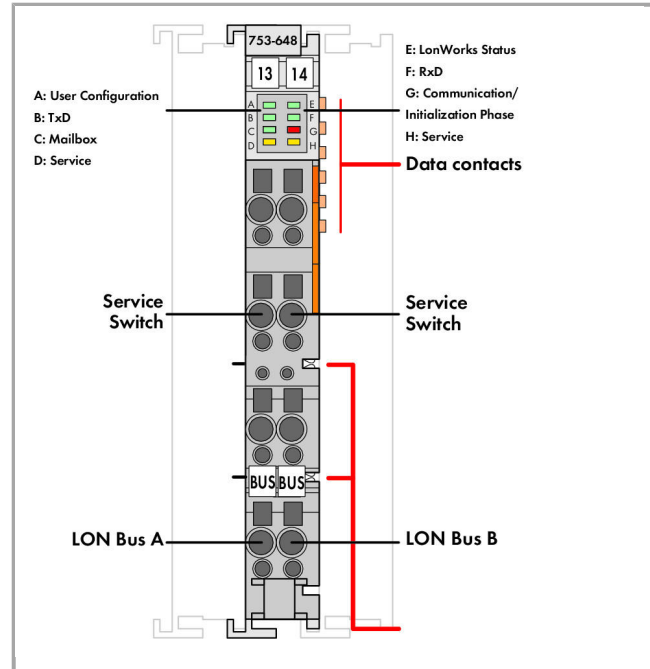 753-648
13 14
A: User Configuration
B: TxD
C: Mailbox
D: Service
A
B
C
D
E
F
G
H
E: LonWorks Status
F: RxD
G: Communication/
Initialization Phase
H: Service
Data contacts
Service
Switch
Service
Switch
BUS BUS
LON Bus A
LON Bus B